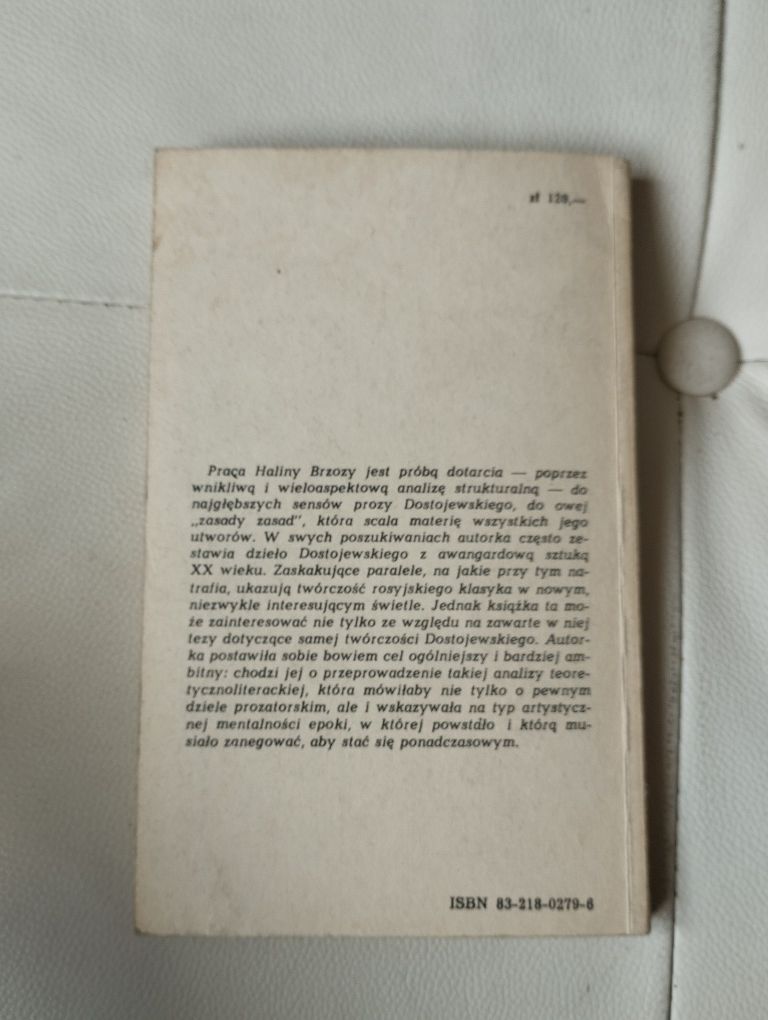 zł 120,—
Praca Haliny Brzozy jest próbą dotarcia — poprzez
wnikliwą i wieloaspektową analizę strukturalną — do
najgłębszych sensów prozy Dostojewskiego, do owej
„zasady zasad", która scala materię wszystkich jego
utworów. W swych poszukiwaniach autorka często ze-
stawia dzieło Dostojewskiego z awangardową sztuką
XX wieku. Zaskakujące paralele, na jakie przy tym na-
trafia, ukazują twórczość rosyjskiego klasyka w nowym,
niezwykle interesującym świetle. Jednak książka ta mo-
że zainteresować nie tylko ze względu na zawarte w niej
tezy dotyczące samej twórczości Dostojewskiego. Autor-
ka postawiła sobie bowiem cel ogólniejszy i bardziej am-
bitny: chodzi jej o przeprowadzenie takiej analizy teore-
tycznoliterackiej, która mówiłaby nie tylko o pewnym
dziele prozatorskim, ale i wskazywała na typ artystycz-
nej mentalności epoki, w której powstało i którą mu-
siało zanegować, aby stać się ponadczasowym.
ISBN 83-218-0279-6